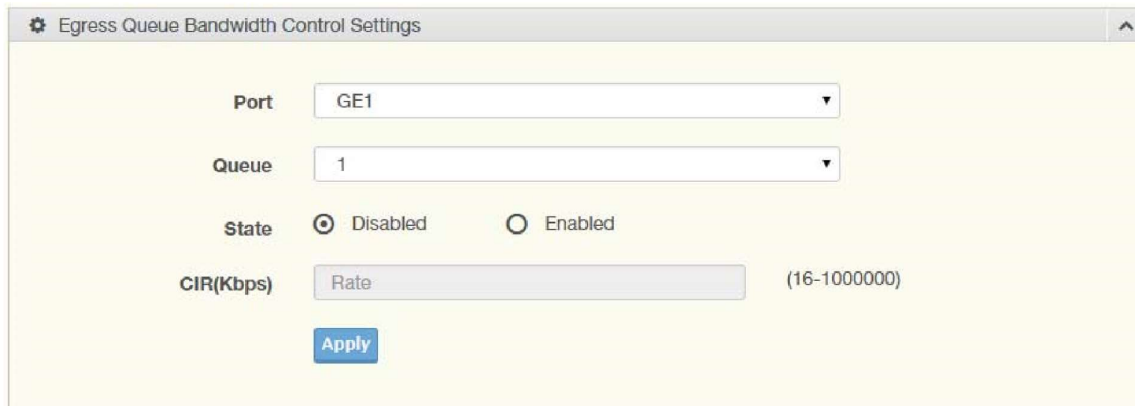 Egress Queue Bandwidth Control Settings
Port GE1
Queue 1
State Disabled Enabled
CIR(Kbps) Rate (16-1000000)
Apply